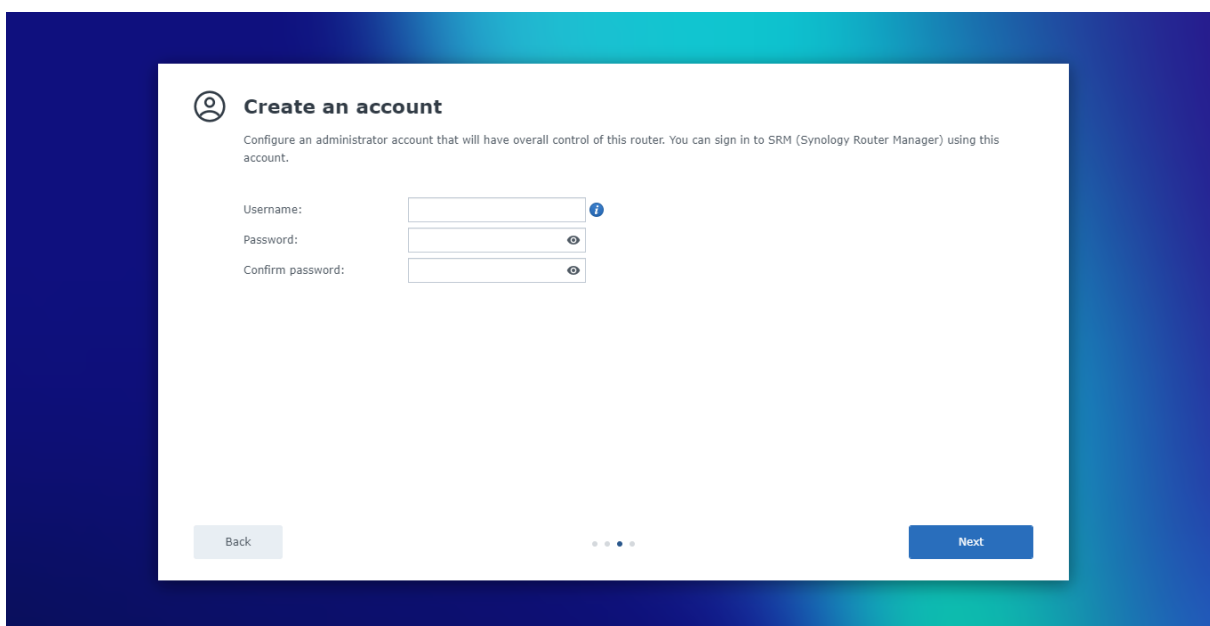 Create an account
Configure an administrator account that will have overall control of this router. You can sign in to SRM (Synology Router Manager) using this
account.
Username:
Password:
Confirm password:
Back
Next